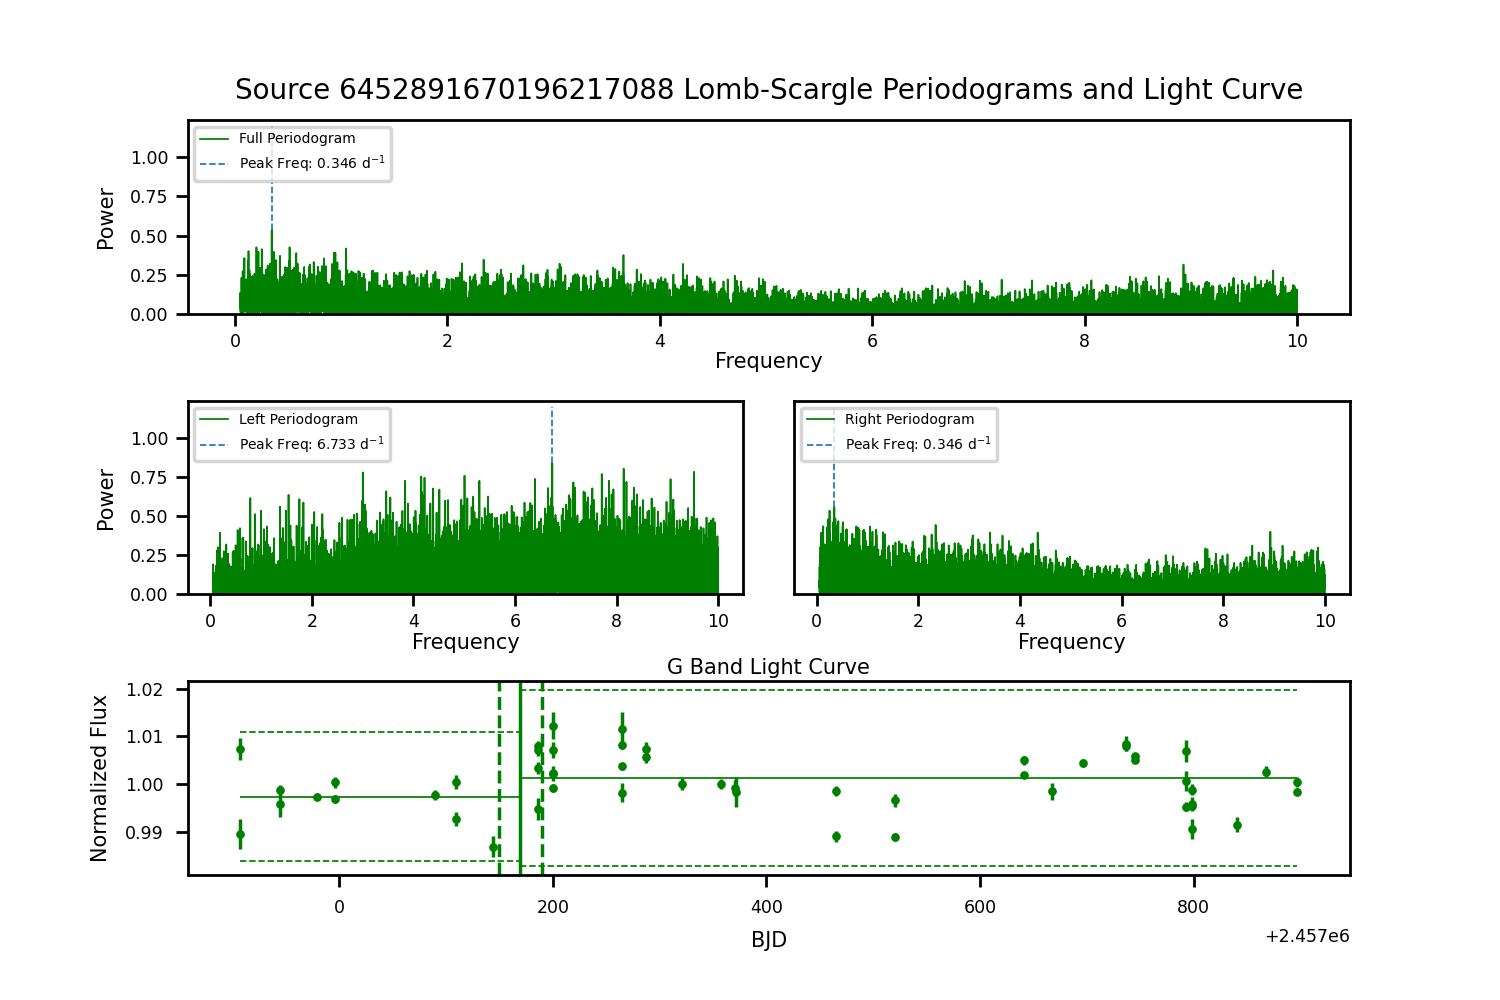 Source 6452891670196217088 Lomb-Scargle Periodograms and Light Curve
Full Periodogram
Peak Freq: 0.346 d⁻¹
Power
1.00
0.75
0.50
0.25
0.00
0 2 4 6 8 10
Frequency
Left Periodogram
Peak Freq: 6.733 d⁻¹
Power
1.00
0.75
0.50
0.25
0.00
0 2 4 6 8 10
Frequency
Right Periodogram
Peak Freq: 0.346 d⁻¹
0 2 4 6 8 10
Frequency
G Band Light Curve
Normalized Flux
1.02
1.01
1.00
0.99
0 200 400 600 800
BJD
+2.457e6